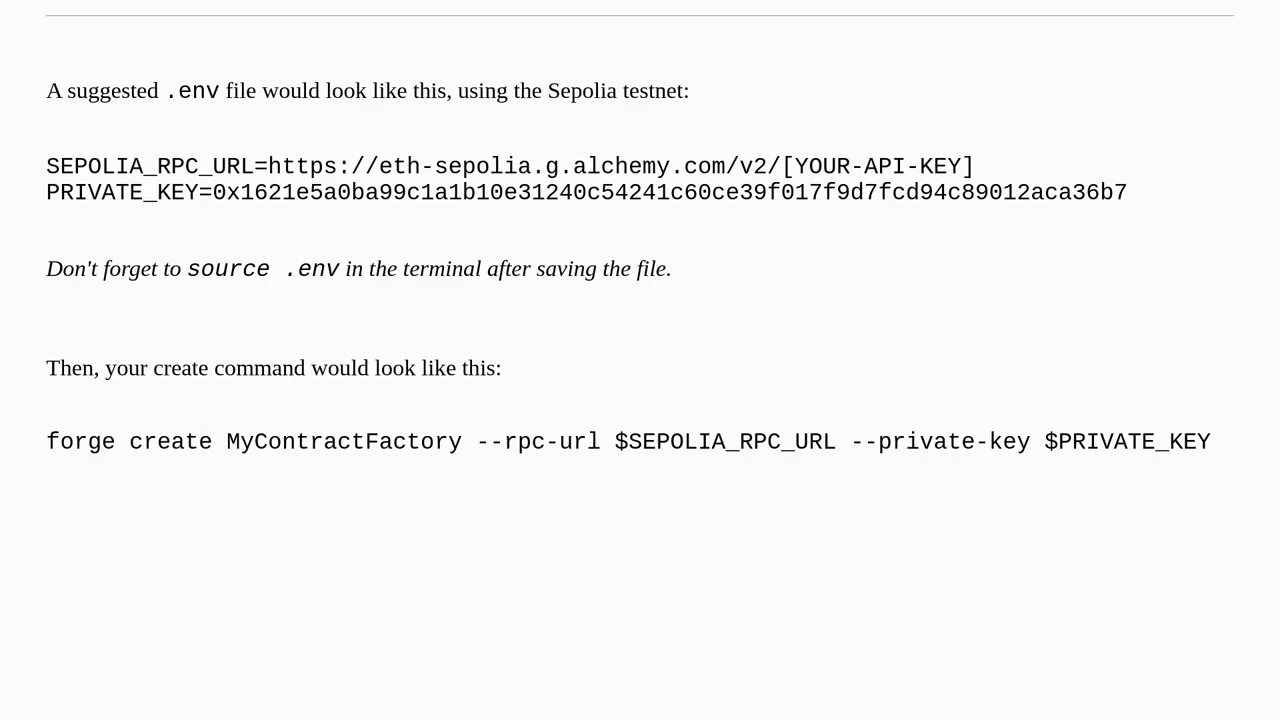 A suggested .env file would look like this, using the Sepolia testnet:
SEPOLIA_RPC_URL=https://eth-sepolia.g.alchemy.com/v2/[YOUR-API-KEY]
PRIVATE_KEY=0x1621e5a0ba99c1a1b10e31240c54241c60ce39f017f9d7fcd94c89012aca36b7
Don't forget to source .env in the terminal after saving the file.
Then, your create command would look like this:
forge create MyContractFactory --rpc-url $SEPOLIA_RPC_URL --private-key $PRIVATE_KEY